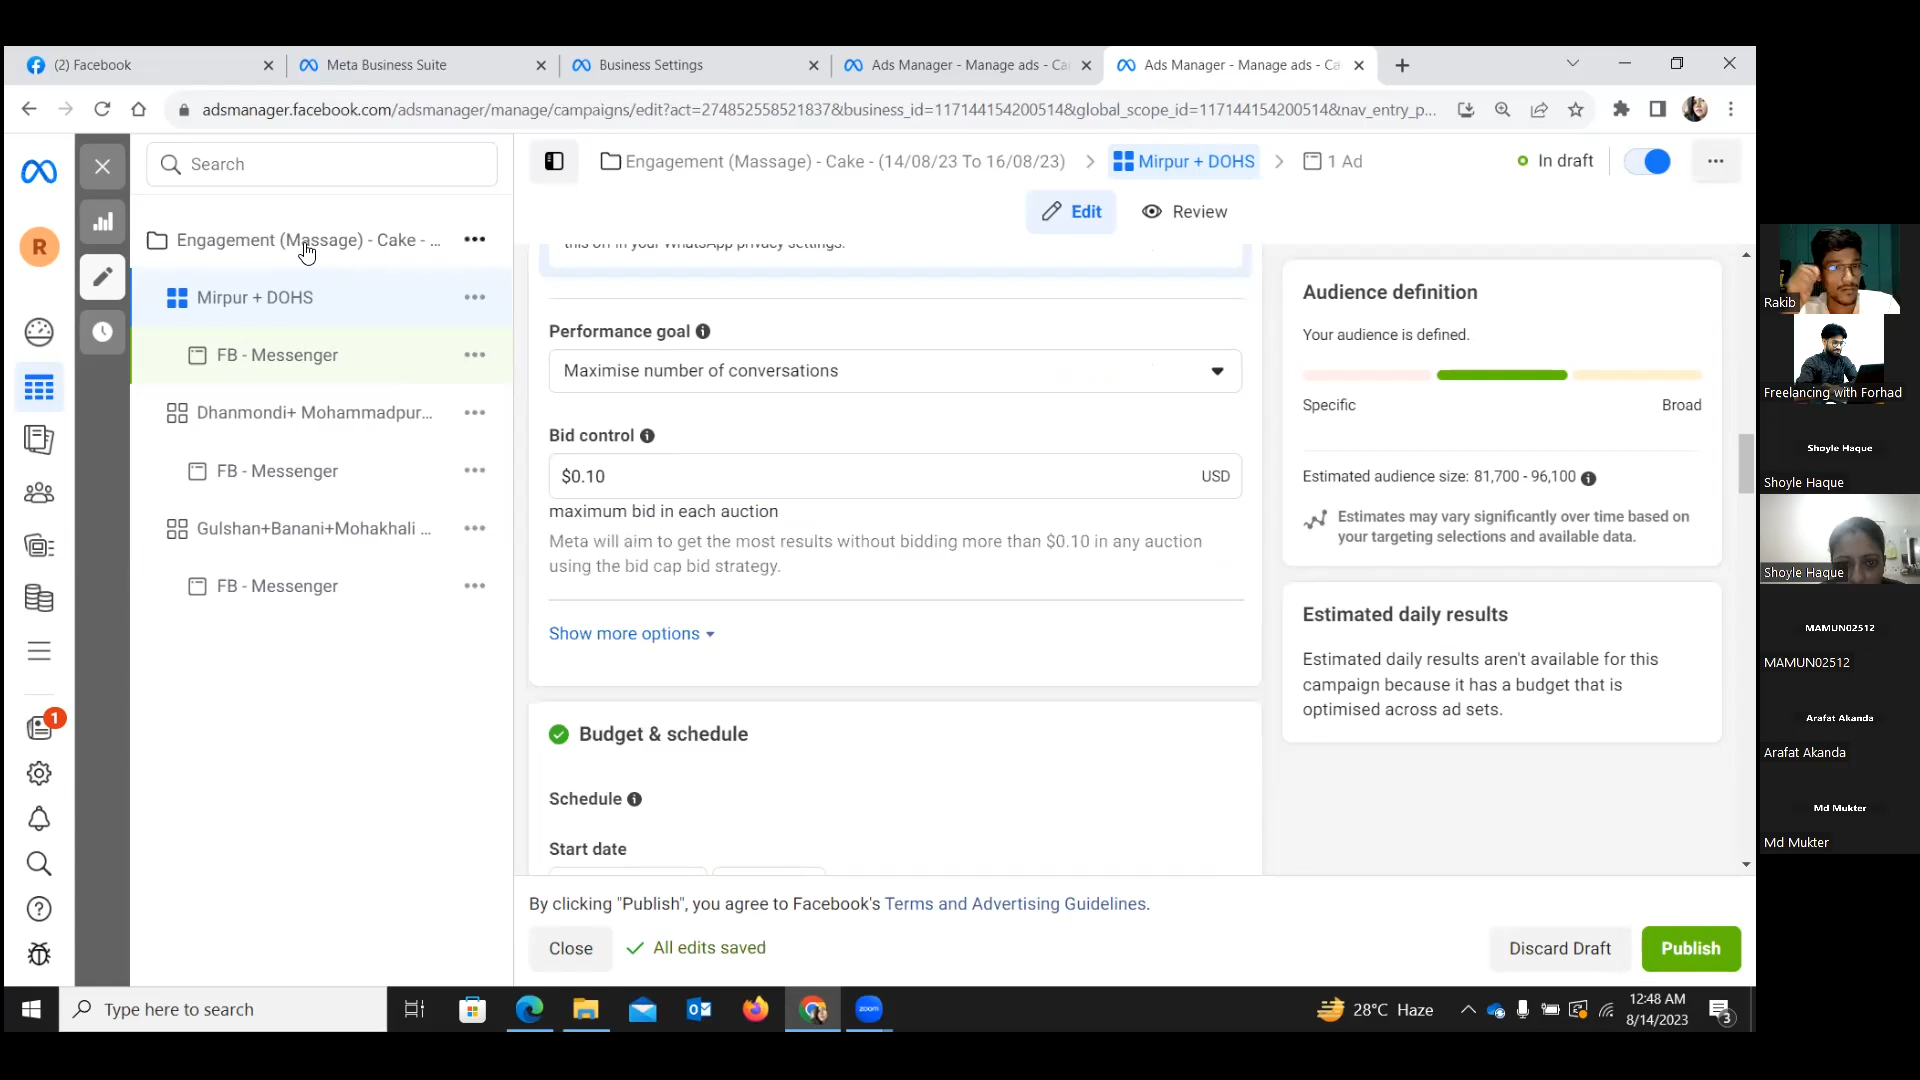 (2) Facebook
Meta Business Suite
Business Settings
Ads Manager - Manage ads - Ca
Ads Manager - Manage ads - Ca
adsmanager.facebook.com/adsmanager/manage/campaigns/edit?act=274852558521837&business_id=117144154200514&global_scope_id=117144154200514&nav_entry_p...
Search
Engagement (Massage) - Cake - (14/08/23 To 16/08/23)
Mirpur + DOHS
1 Ad
In draft
Edit
Review
R
Engagement (Massage) - Cake - ...
Mirpur + DOHS
FB - Messenger
Dhanmondi+ Mohammadpur...
FB - Messenger
Gulshan+Banani+Mohakhali ...
FB - Messenger
1
this off in your WhatsApp privacy settings.
Performance goal
Maximise number of conversations
Bid control
$0.10
USD
maximum bid in each auction
Meta will aim to get the most results without bidding more than $0.10 in any auction
using the bid cap bid strategy.
Show more options
Budget & schedule
Schedule
Start date
Audience definition
Your audience is defined.
Specific
Broad
Estimated audience size: 81,700 - 96,100
Estimates may vary significantly over time based on
your targeting selections and available data.
Estimated daily results
Estimated daily results aren't available for this
campaign because it has a budget that is
optimised across ad sets.
By clicking "Publish", you agree to Facebook's Terms and Advertising Guidelines.
Close
All edits saved
Discard Draft
Publish
Type here to search
zoom
28°C Haze
12:48 AM
8/14/2023
3
Rakib
Freelancing with Forhad
Shoyle Haque
Shoyle Haque
Shoyle Haque
MAMUN02512
MAMUN02512
Arafat Akanda
Arafat Akanda
Md Mukter
Md Mukter